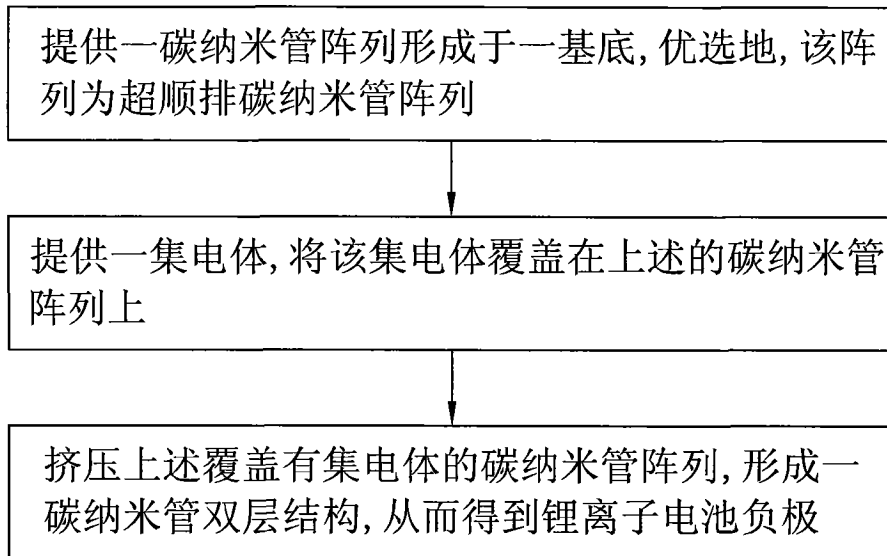 提供一碳纳米管阵列形成于一基底,优选地,该阵
列为超顺排碳纳米管阵列
提供一集电体,将该集电体覆盖在上述的碳纳米管
阵列上
挤压上述覆盖有集电体的碳纳米管阵列,形成一
碳纳米管双层结构,从而得到锂离子电池负极